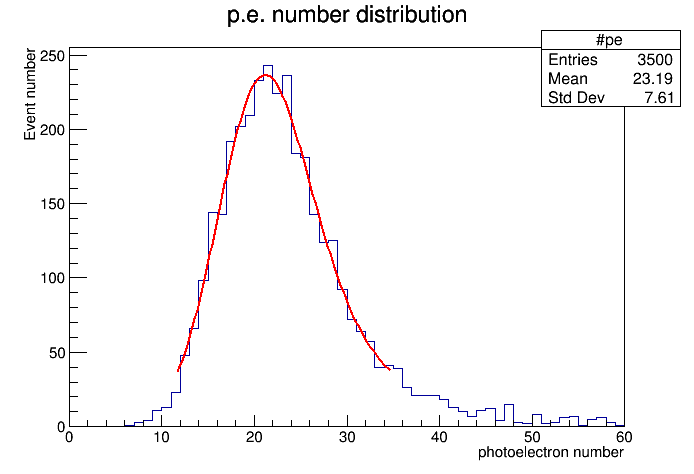 p.e. number distribution
#pe
Entries 3500
Mean 23.19
Std Dev 7.61
Event number
250
200
150
100
50
0
0 10 20 30 40 50 60
photoelectron number